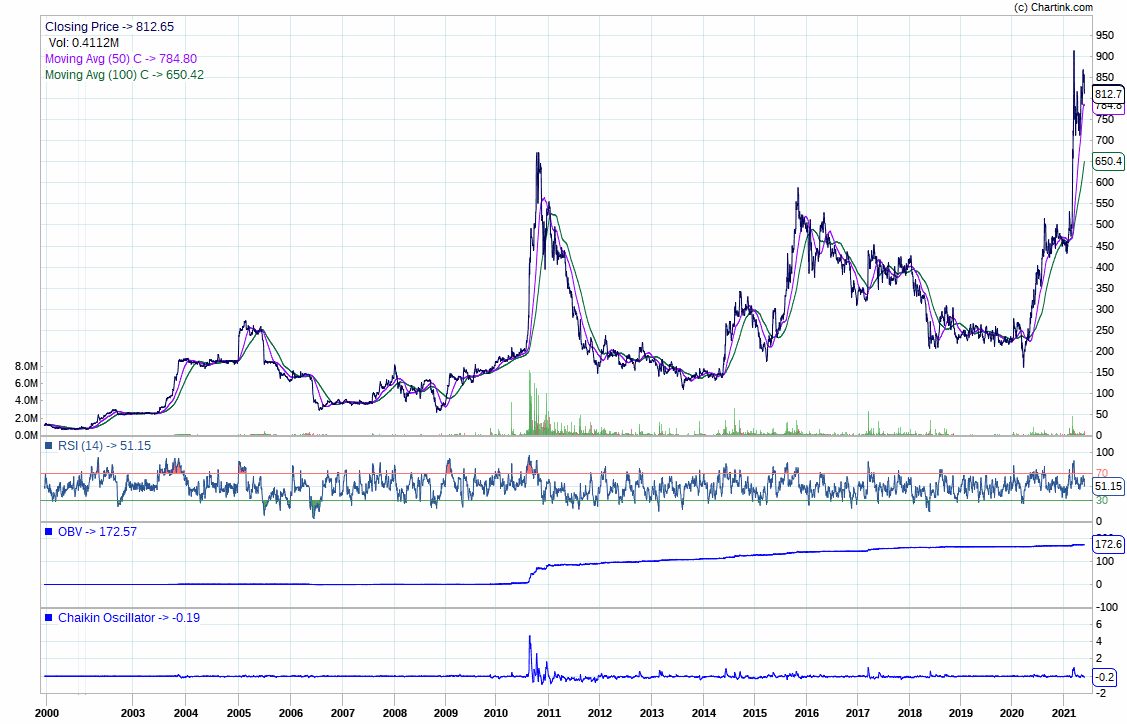 (c) Chartink.com
Closing Price -> 812.65
Vol: 0.4112M
Moving Avg (50) C -> 784.80
Moving Avg (100) C -> 650.42
950
900
850
812.7
784.8
750
700
650.4
600
550
500
450
400
350
300
250
200
150
100
50
0
8.0M
6.0M
4.0M
2.0M
0.0M
RSI (14) -> 51.15
100
70
51.15
30
0
OBV -> 172.57
172.6
100
0
-100
Chaikin Oscillator -> -0.19
6
4
2
-0.2
-2
2000 2003 2004 2005 2006 2007 2008 2009 2010 2011 2012 2013 2014 2015 2016 2017 2018 2019 2020 2021